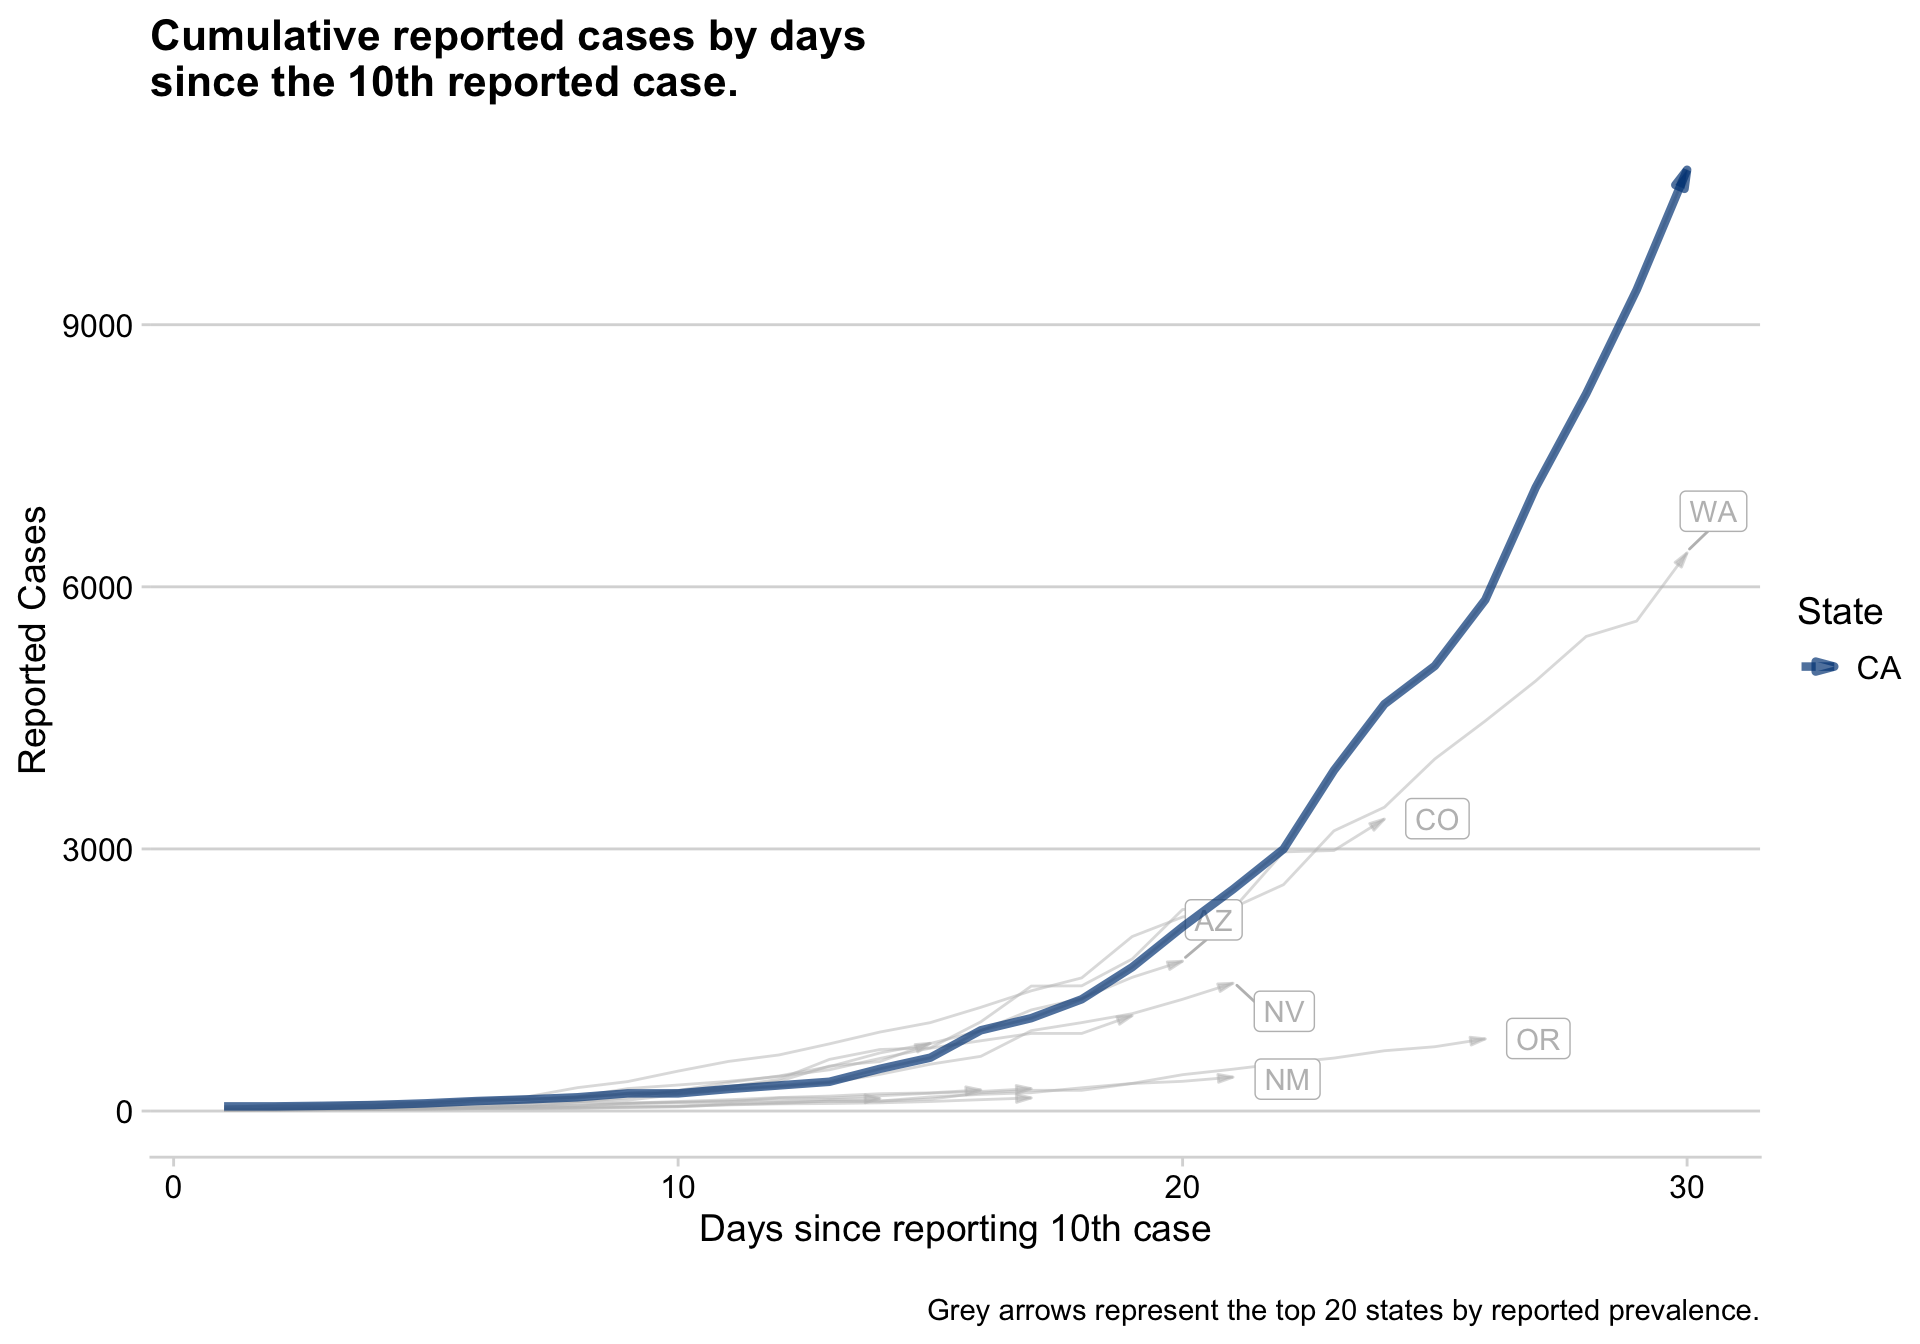 Cumulative reported cases by days
since the 10th reported case.
Reported Cases
9000
6000
3000
0
WA
CO
AZ
NV
OR
NM
State
CA
0 10 20 30
Days since reporting 10th case
Grey arrows represent the top 20 states by reported prevalence.